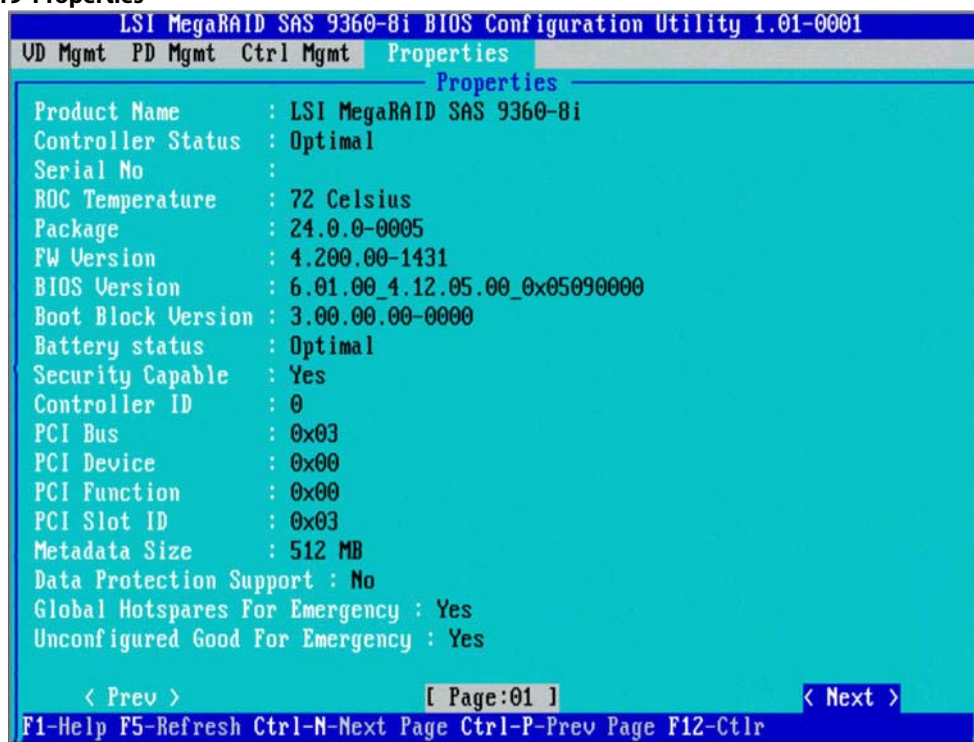 LSI MegaRAID SAS 9360-8i BIOS Configuration Utility 1.01-0001
VD Mgmt PD Mgmt Ctrl Mgmt Properties
Properties
Product Name : LSI MegaRAID SAS 9360-8i
Controller Status : Optimal
Serial No :
ROC Temperature : 72 Celsius
Package : 24.0.0-0005
FW Version : 4.200.00-1431
BIOS Version : 6.01.00_4.12.05.00_0x05090000
Boot Block Version : 3.00.00.00-0000
Battery status : Optimal
Security Capable : Yes
Controller ID : 0
PCI Bus : 0x03
PCI Device : 0x00
PCI Function : 0x00
PCI Slot ID : 0x03
Metadata Size : 512 MB
Data Protection Support : No
Global Hotspares For Emergency : Yes
Unconfigured Good For Emergency : Yes
< Prev > [ Page:01 ] < Next >
F1-Help F5-Refresh Ctrl-N-Next Page Ctrl-P-Prev Page F12-Ctlr